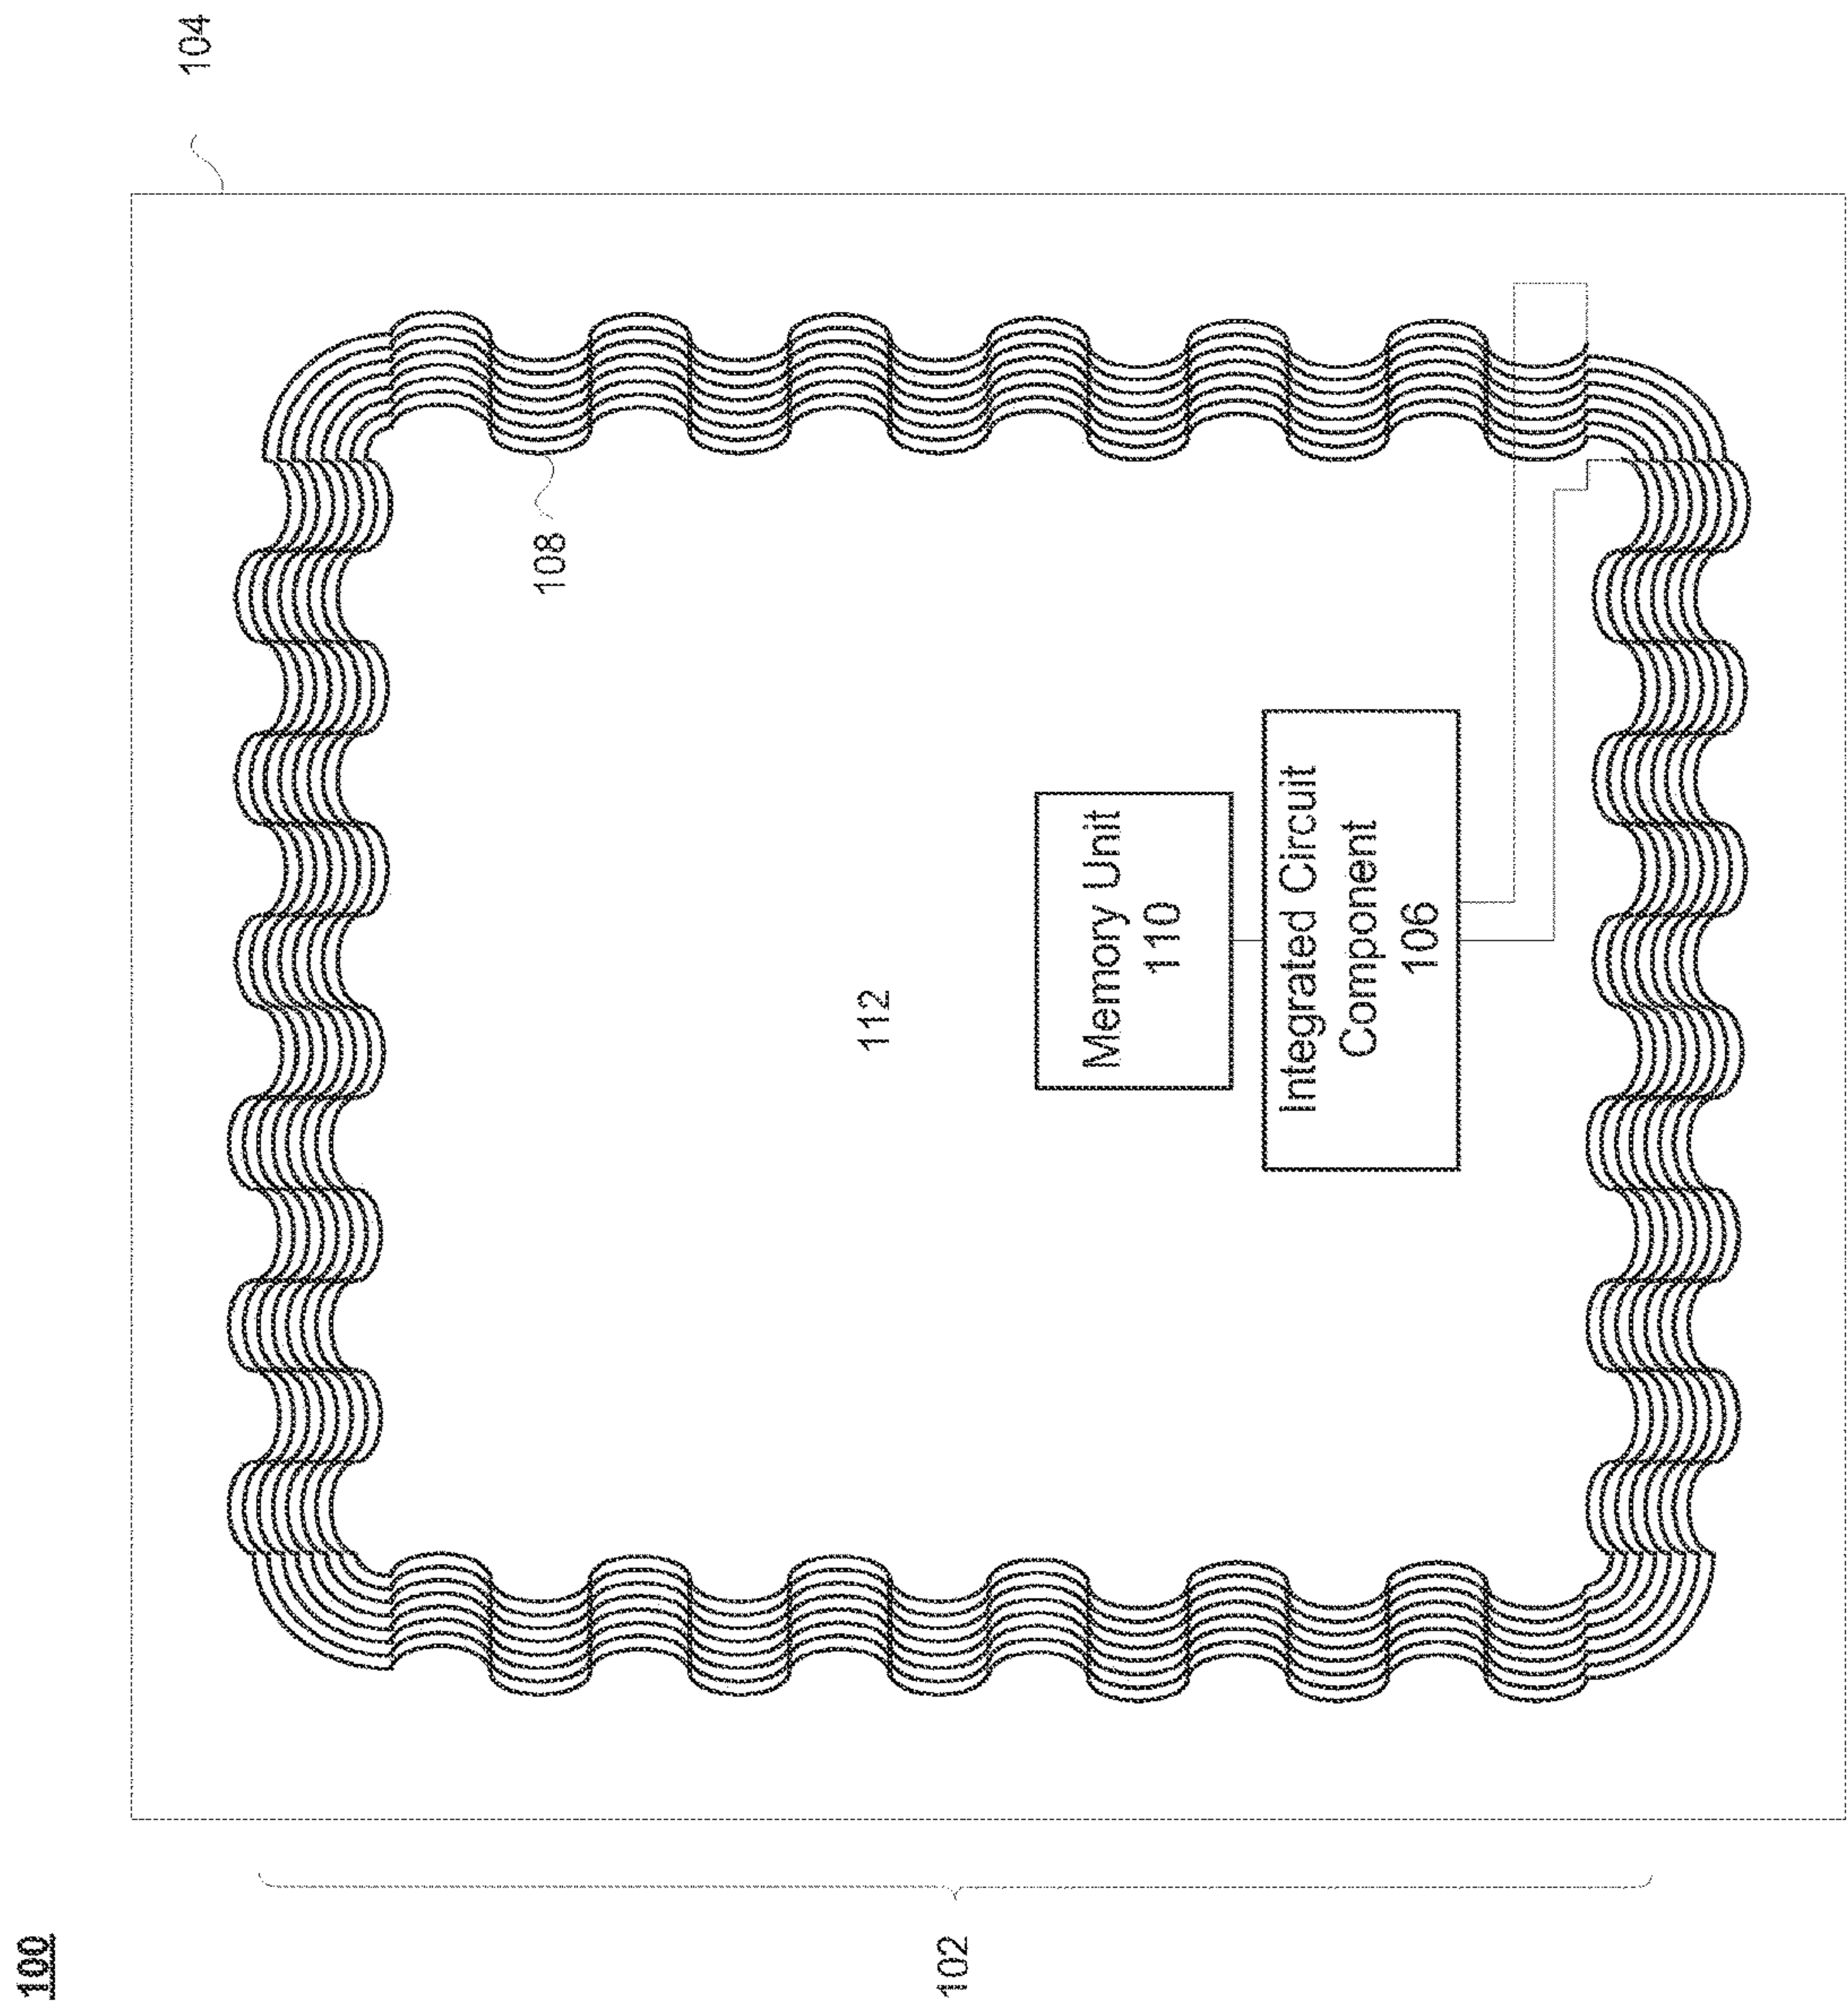 100
102
104
108
112
Memory Unit
110
Integrated Circuit
Component
106